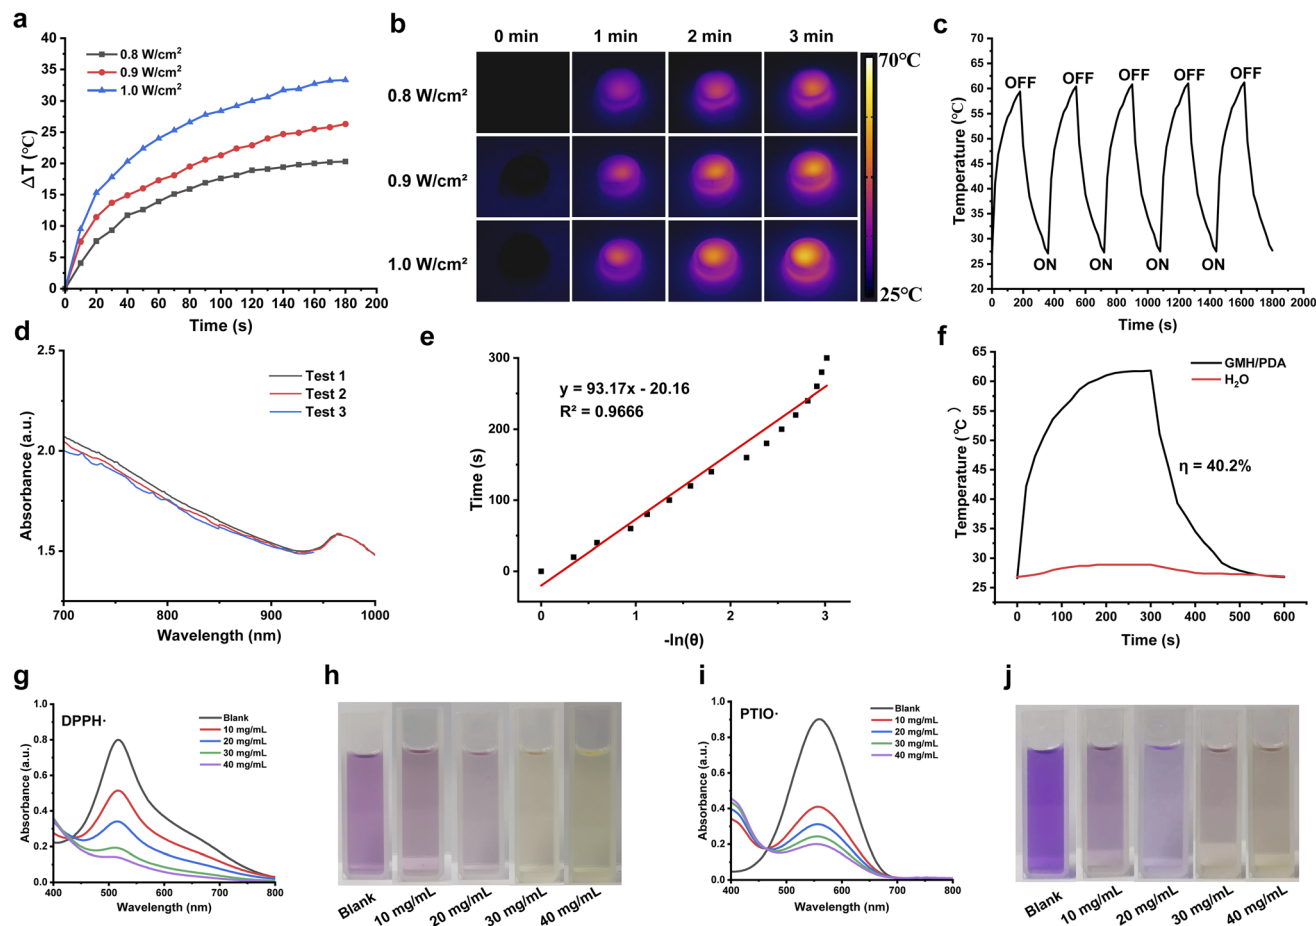 a
40
35
30
25
20
15
10
5
0
ΔT (℃)
0.8 W/cm²
0.9 W/cm²
1.0 W/cm²
0 20 40 60 80 100 120 140 160 180 200
Time (s)
b
0 min 1 min 2 min 3 min
0.8 W/cm²
0.9 W/cm²
1.0 W/cm²
70℃
25℃
c
70
65
60
55
50
45
40
35
30
25
20
Temperature (℃)
OFF OFF OFF OFF OFF
ON ON ON ON
0 200 400 600 800 1000 1200 1400 1600 1800 2000
Time (s)
d
2.5
2.0
1.5
Absorbance (a.u.)
Test 1
Test 2
Test 3
700 800 900 1000
Wavelength (nm)
e
300
200
100
0
Time (s)
y = 93.17x - 20.16
R² = 0.9666
0 1 2 3
-ln(θ)
f
65
60
55
50
45
40
35
30
25
Temperature (℃)
GMH/PDA
H₂O
η = 40.2%
0 100 200 300 400 500 600
Time (s)
g
1.0
0.8
0.6
0.4
0.2
0.0
Absorbance (a.u.)
DPPH·
Blank
10 mg/mL
20 mg/mL
30 mg/mL
40 mg/mL
400 500 600 700 800
Wavelength (nm)
h
Blank 10 mg/mL 20 mg/mL 30 mg/mL 40 mg/mL
i
1.0
0.8
0.6
0.4
0.2
0.0
Absorbance (a.u.)
PTIO·
Blank
10 mg/mL
20 mg/mL
30 mg/mL
40 mg/mL
400 500 600 700 800
Wavelength (nm)
j
Blank 10 mg/mL 20 mg/mL 30 mg/mL 40 mg/mL